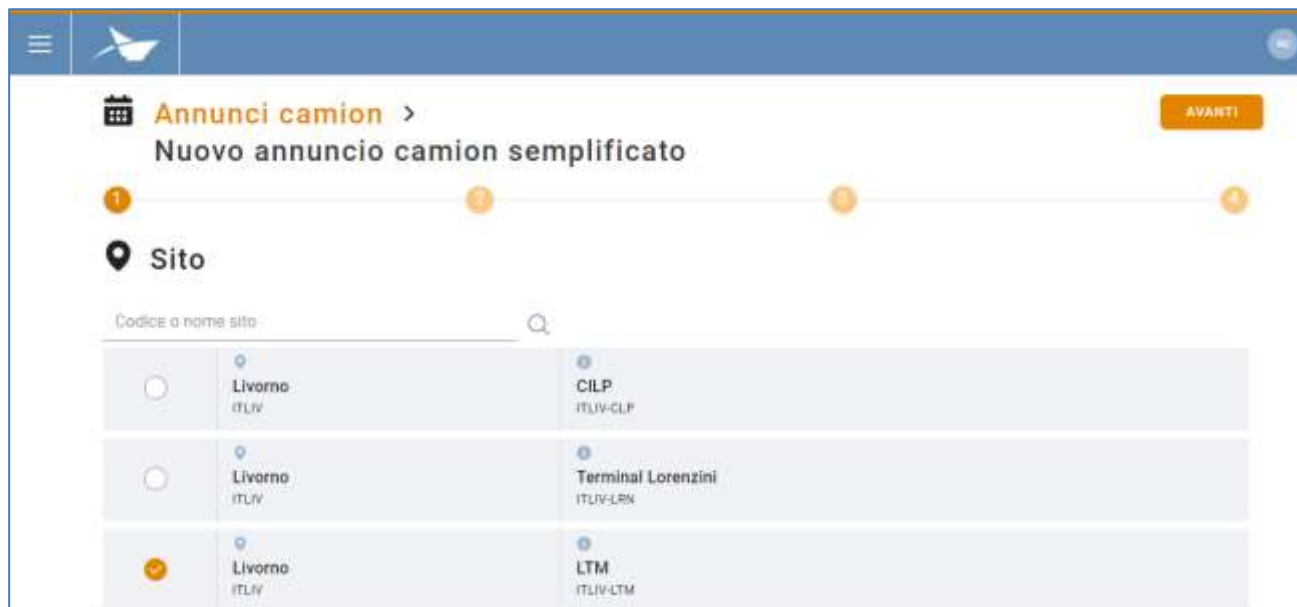 Annunci camion >
AVANTI
Nuovo annuncio camion semplificato
1
2
3
4
Sito
Codice o nome sito
Livorno
CILP
ITLIV
ITLIV-CLP
Livorno
Terminal Lorenzini
ITLIV
ITLIV-LRN
Livorno
LTM
ITLIV
ITLIV-LTM